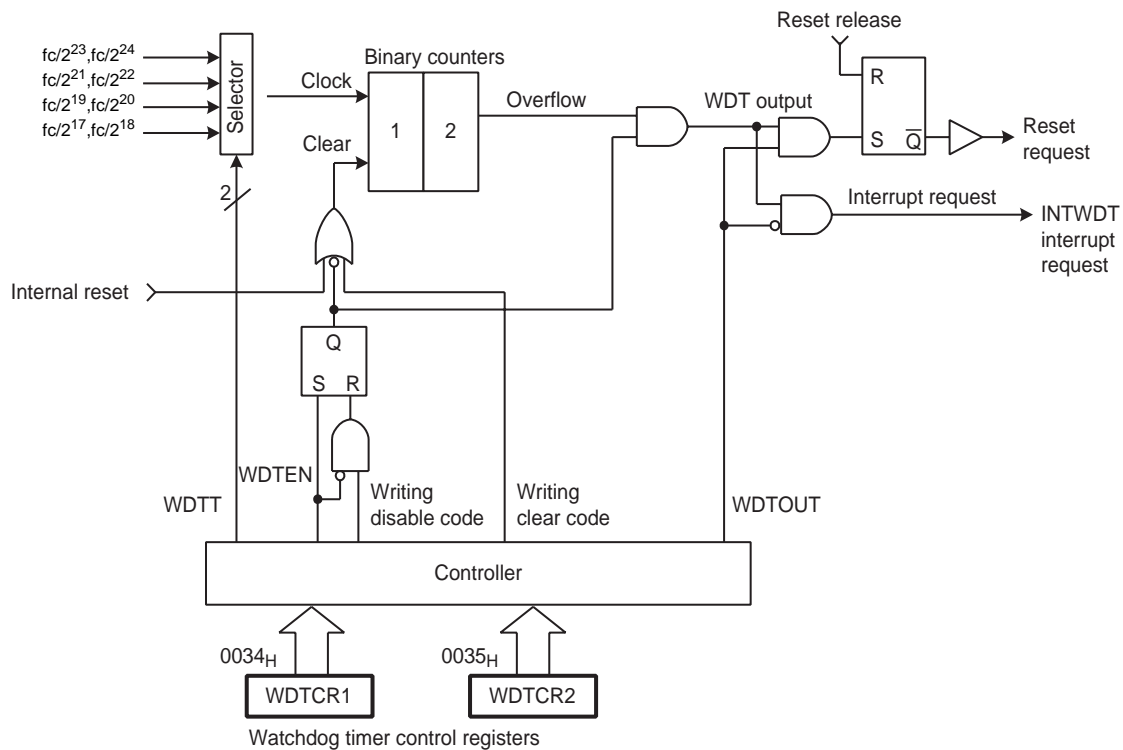 Reset release
fc/2^23,fc/2^24
fc/2^21,fc/2^22
fc/2^19,fc/2^20
fc/2^17,fc/2^18
Selector
Binary counters
Clock
Clear
1
2
Overflow
WDT output
R
S
Q̅
Reset
request
2
Interrupt request
INTWDT
interrupt
request
Internal reset
Q
S
R
WDTEN
WDTT
Writing
disable code
Writing
clear code
WDTOUT
Controller
0034H
0035H
WDTCR1
WDTCR2
Watchdog timer control registers